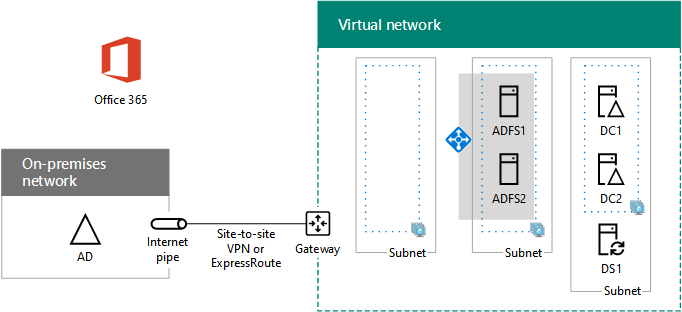 Virtual network
Office 365
ADFS1
DC1
On-premises
network
ADFS2
DC2
Internet
pipe
Site-to-site
VPN or
ExpressRoute
Gateway
AD
Subnet
Subnet
DS1
Subnet